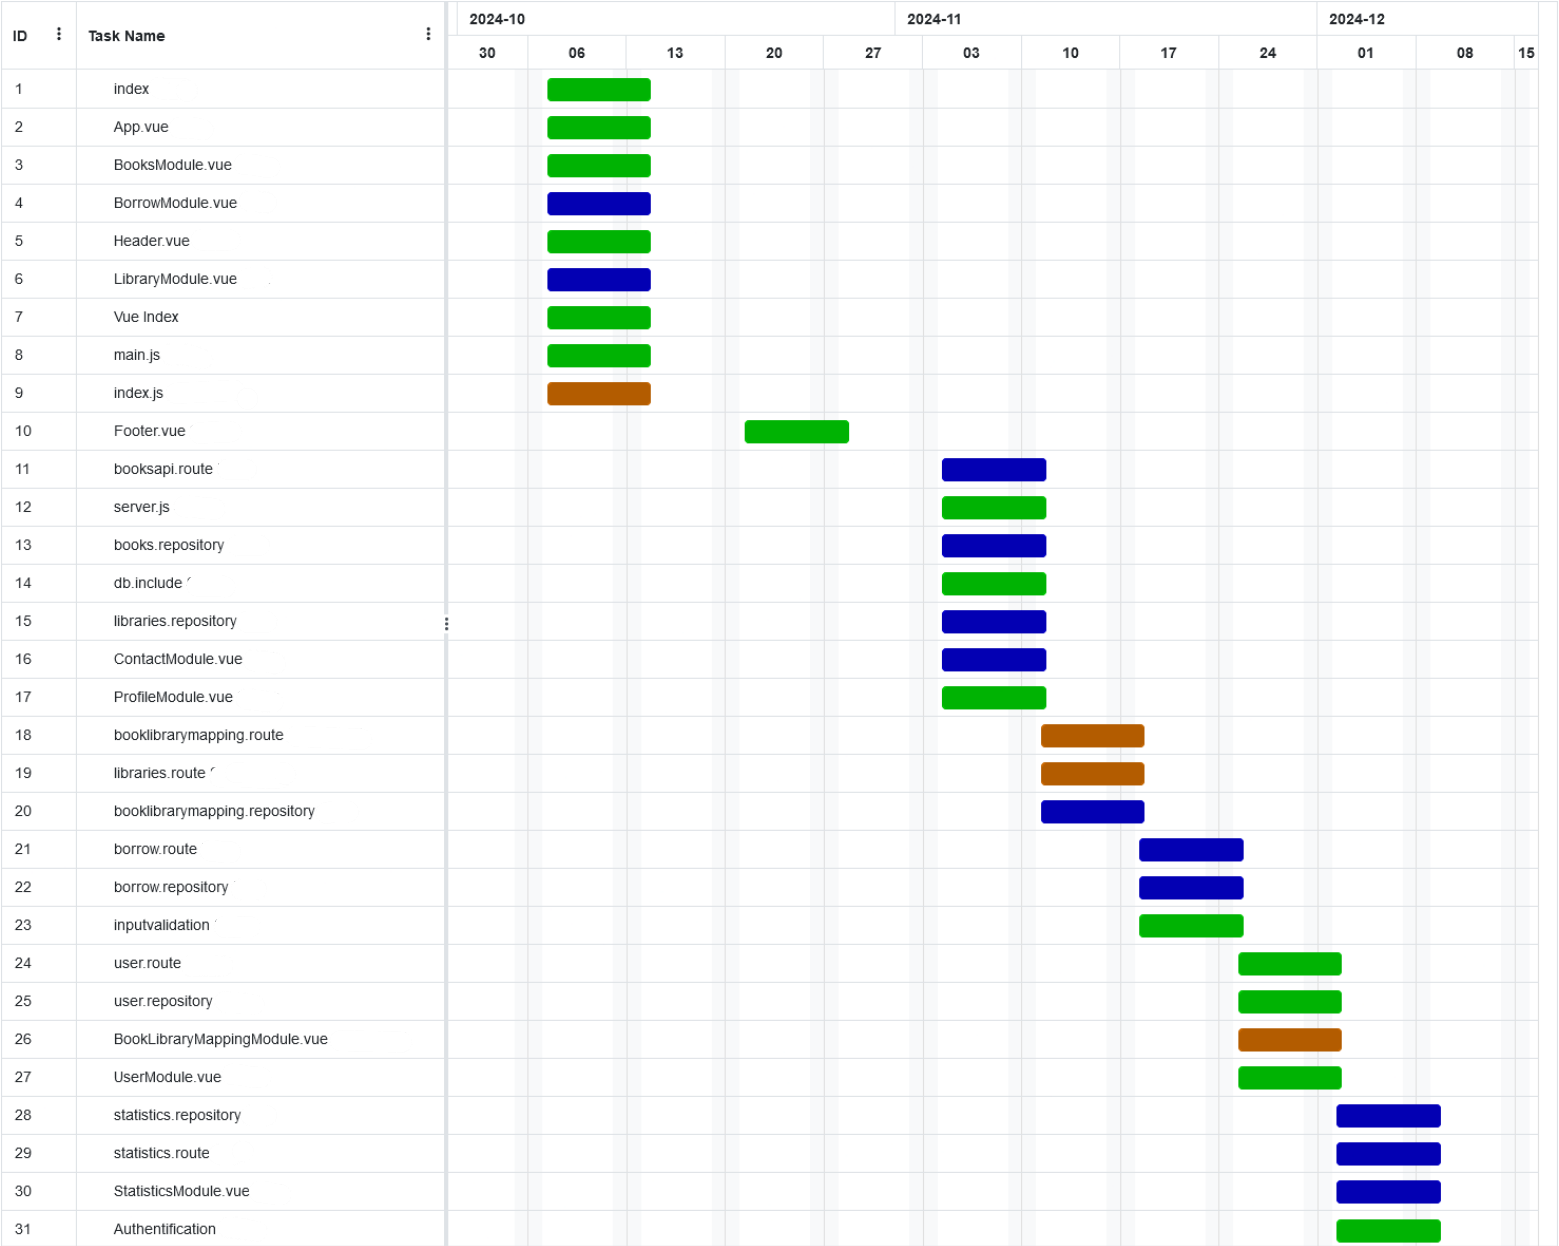 2024-10 2024-11 2024-12
ID Task Name
30 06 13 20 27 03 10 17 24 01 08 15
1 index
2 App.vue
3 BooksModule.vue
4 BorrowModule.vue
5 Header.vue
6 LibraryModule.vue
7 Vue Index
8 main.js
9 index.js
10 Footer.vue
11 booksapi.route
12 server.js
13 books.repository
14 db.include
15 libraries.repository
16 ContactModule.vue
17 ProfileModule.vue
18 booklibrarymapping.route
19 libraries.route
20 booklibrarymapping.repository
21 borrow.route
22 borrow.repository
23 inputvalidation
24 user.route
25 user.repository
26 BookLibraryMappingModule.vue
27 UserModule.vue
28 statistics.repository
29 statistics.route
30 StatisticsModule.vue
31 Authentification